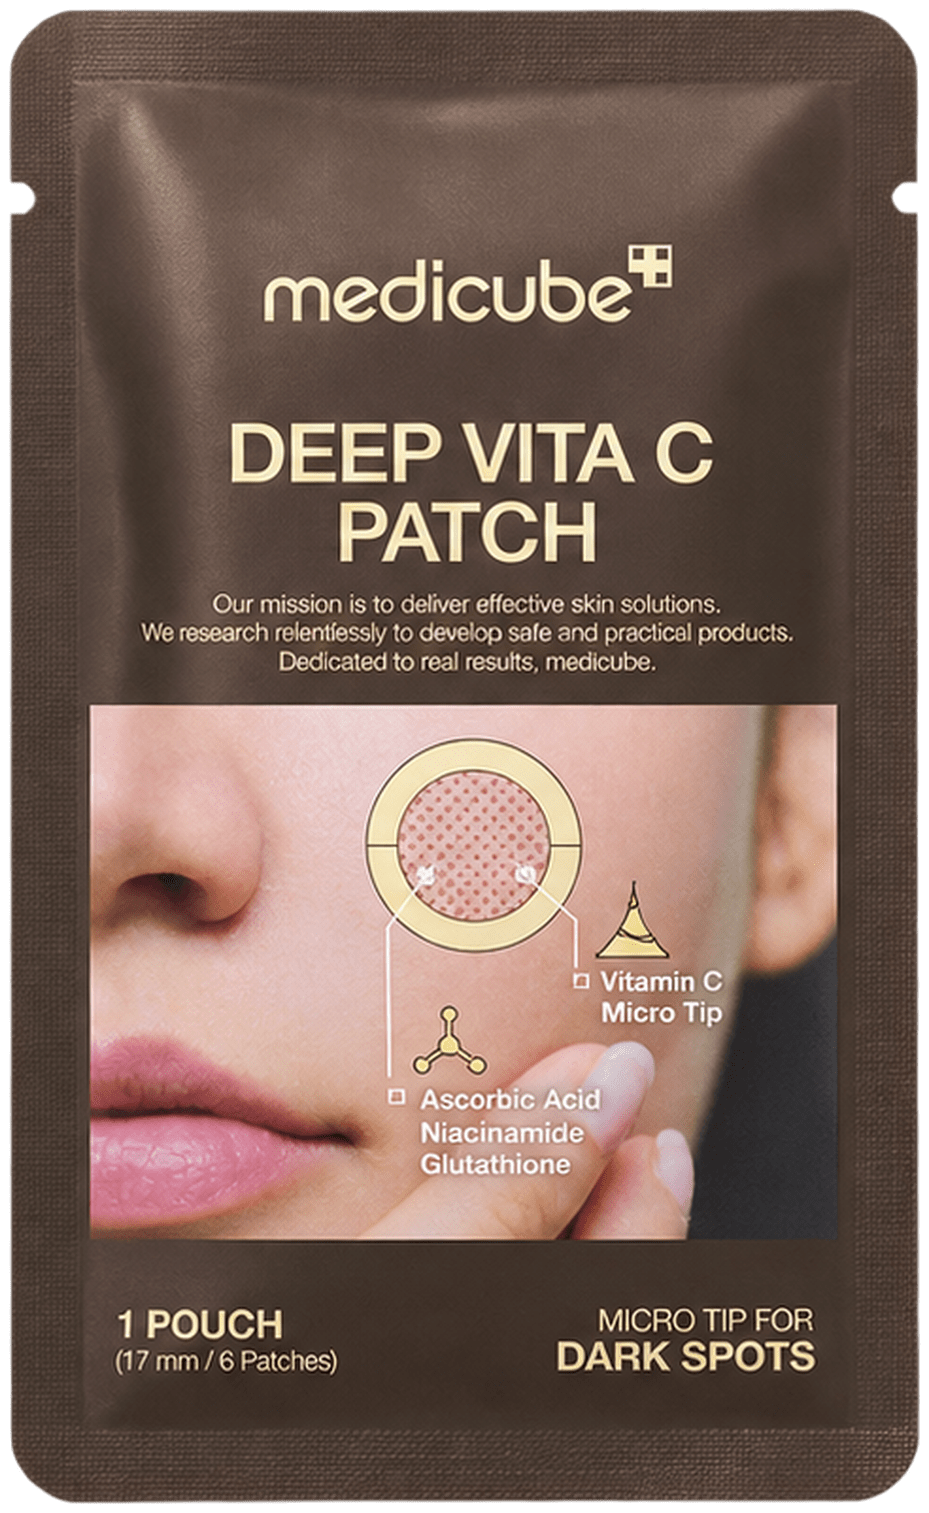 medicube
DEEP VITA C
PATCH
Our mission is to deliver effective skin solutions.
We research relentlessly to develop safe and practical products.
Dedicated to real results, medicube.
Vitamin C
Micro Tip
Ascorbic Acid
Niacinamide
Glutathione
1 POUCH
(17 mm / 6 Patches)
MICRO TIP FOR
DARK SPOTS